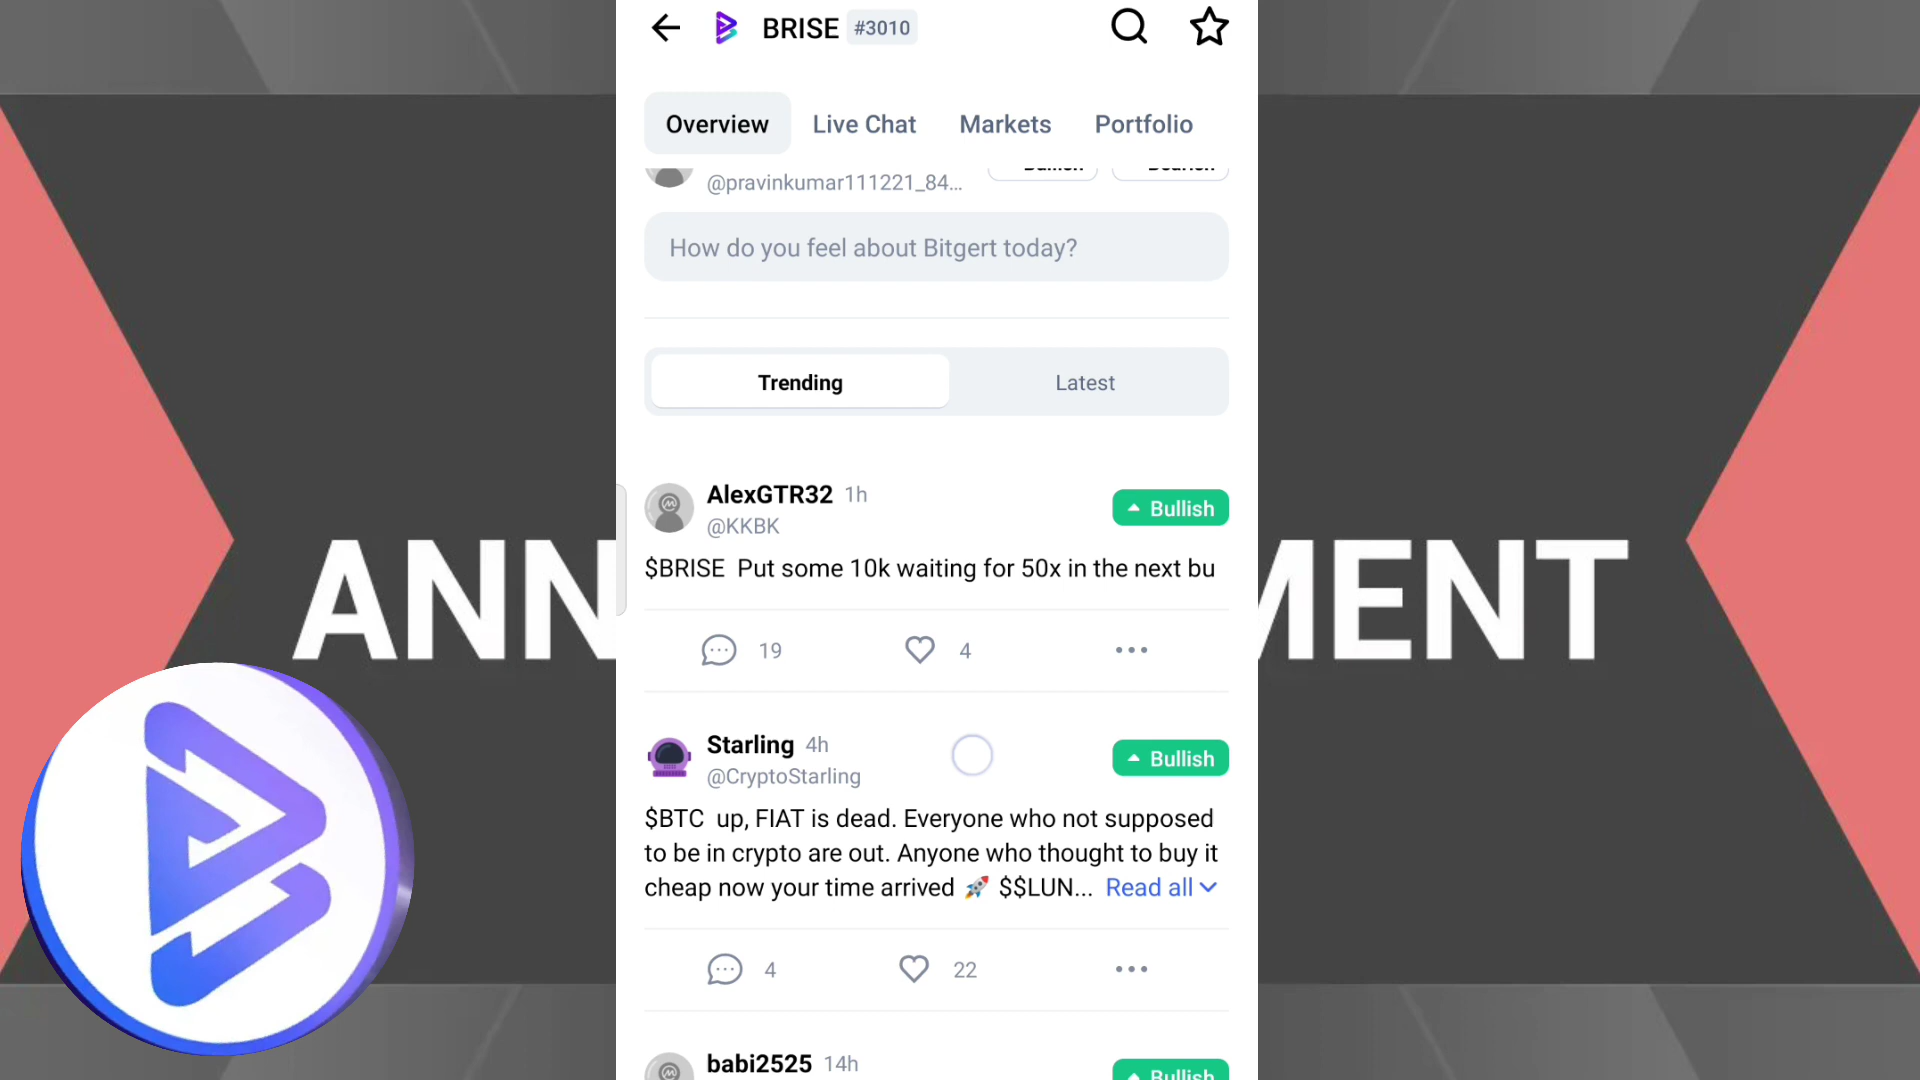 BRISE #3010
Overview Live Chat Markets Portfolio
@pravinkumar111221_84...
How do you feel about Bitgert today?
Trending Latest
AlexGTR32 1h
Bullish
@KKBK
$BRISE Put some 10k waiting for 50x in the next bu
ANN MENT
19 4
Starling 4h
Bullish
@CryptoStarling
$BTC up, FIAT is dead. Everyone who not supposed
to be in crypto are out. Anyone who thought to buy it
cheap now your time arrived 🚀 $$LUN... Read all
4 22
babi2525 14h
Bullish